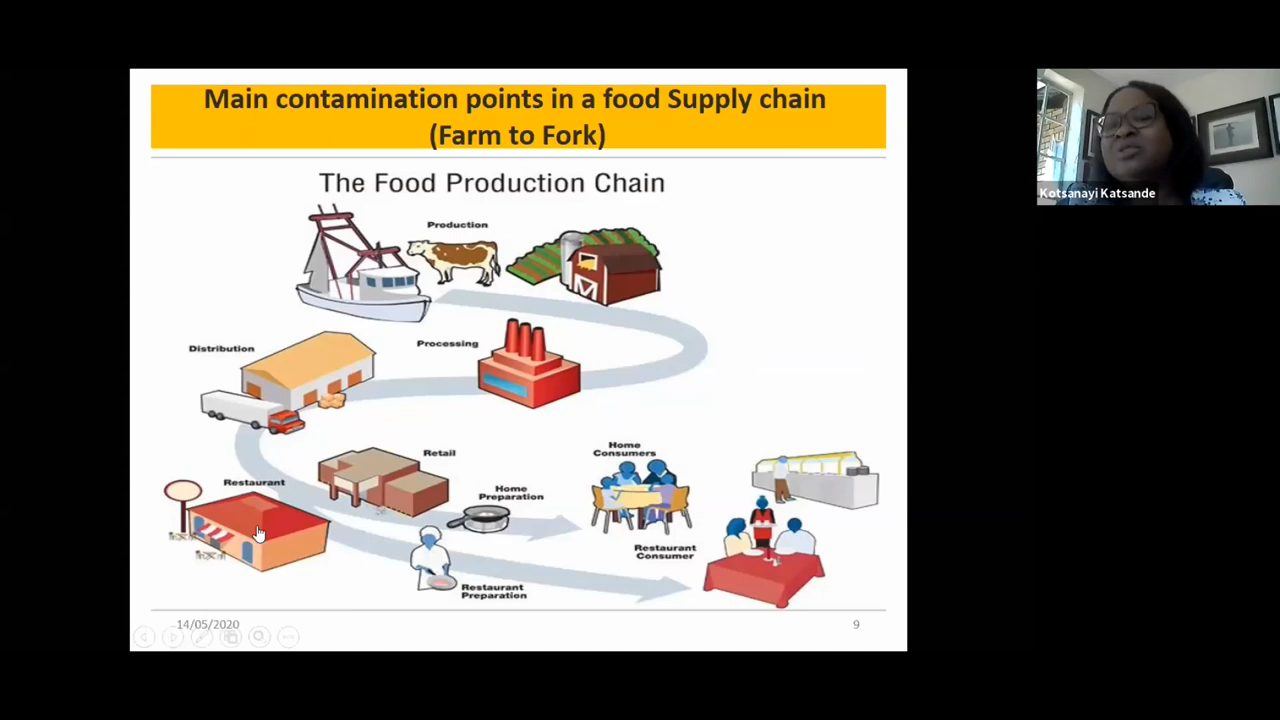 Main contamination points in a food Supply chain
(Farm to Fork)
The Food Production Chain
Production
Distribution
Processing
Retail
Home
Consumers
Restaurant
Home
Preparation
Restaurant
Consumer
Restaurant
Preparation
14/05/2020
9
Kotsanayi Katsande